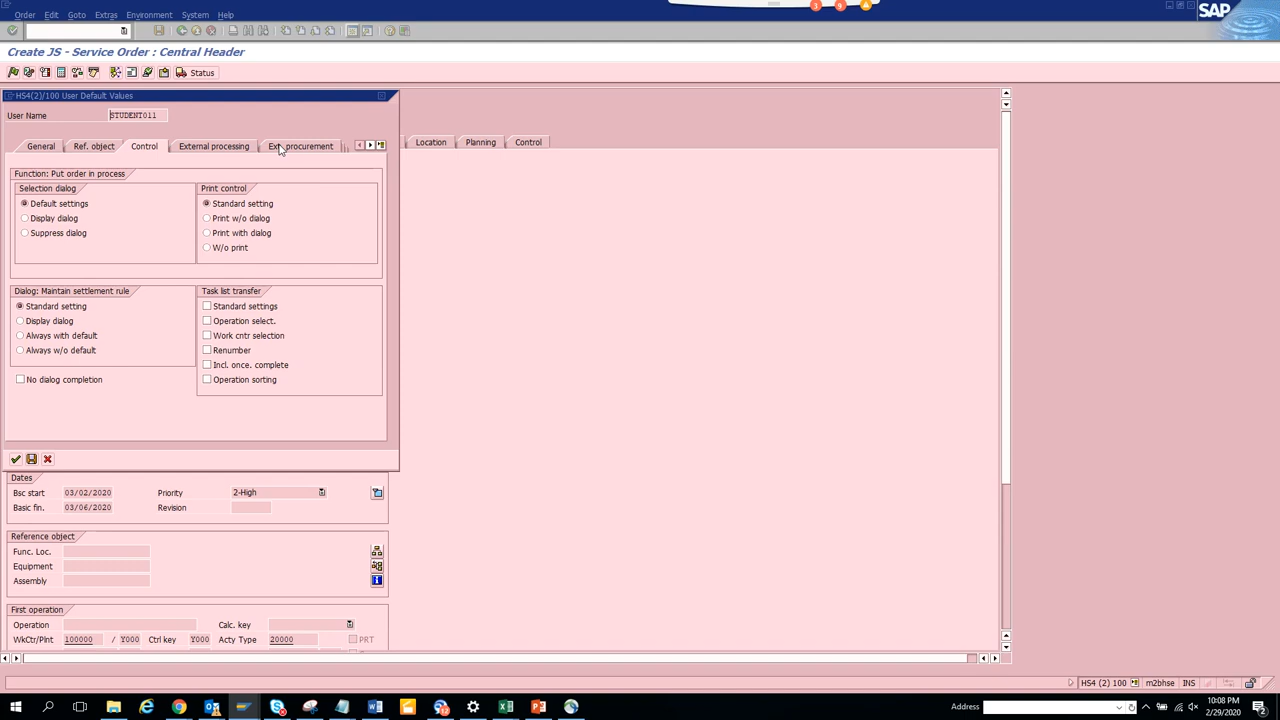 Order Edit Goto Extras Environment System Help
3 9
SAP
Create JS - Service Order : Central Header
Status
HS4(2)/100 User Default Values
User Name STUDENT011
General Ref. object Control External processing Ext. procurement
Location Planning Control
Function: Put order in process
Selection dialog Print control
Default settings Standard setting
Display dialog Print w/o dialog
Suppress dialog Print with dialog
W/o print
Dialog: Maintain settlement rule Task list transfer
Standard setting Standard settings
Display dialog Operation select.
Always with default Work cntr selection
Always w/o default Renumber
Incl. once. complete
No dialog completion Operation sorting
Dates
Bsc start 03/02/2020 Priority 2-High
Basic fin. 03/06/2020 Revision
Reference object
Func. Loc.
Equipment
Assembly
First operation
Operation Calc. key
WkCtr/Plnt 100000 / Y000 Ctrl key Y000 Acty Type 20000 PRT
HS4 (2) 100 m2bhse INS
12 Address 10:08 PM
2/29/2020 2